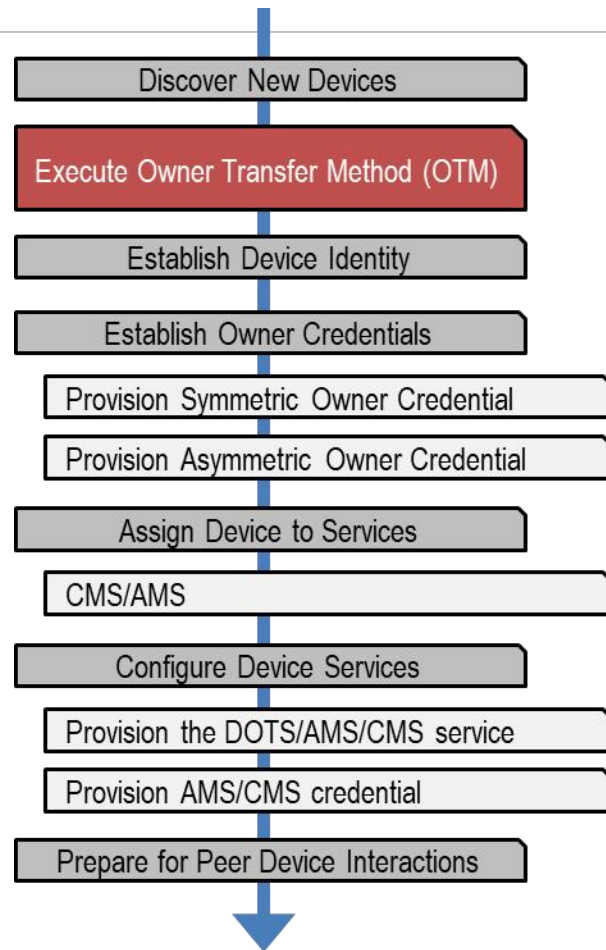 Discover New Devices
Execute Owner Transfer Method (OTM)
Establish Device Identity
Establish Owner Credentials
Provision Symmetric Owner Credential
Provision Asymmetric Owner Credential
Assign Device to Services
CMS/AMS
Configure Device Services
Provision the DOTS/AMS/CMS service
Provision AMS/CMS credential
Prepare for Peer Device Interactions